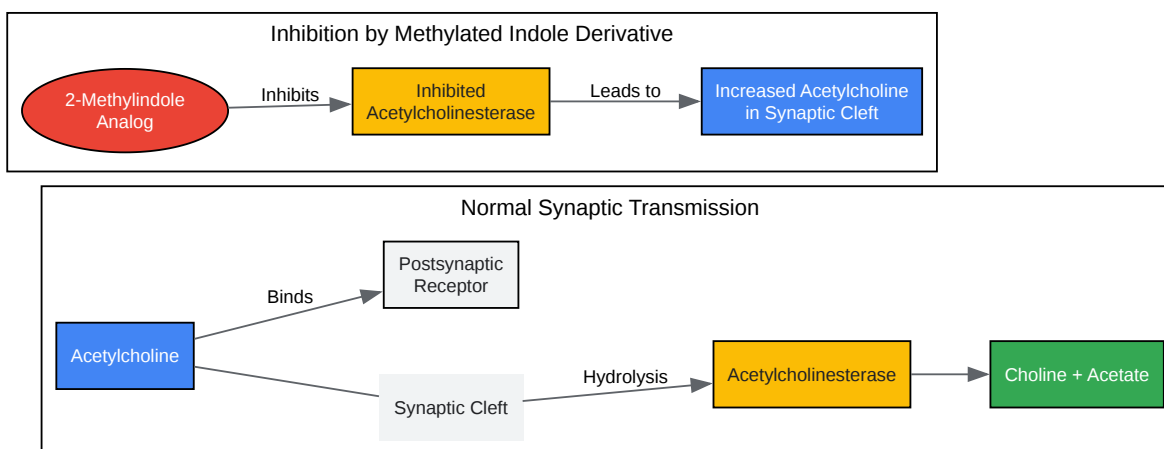 Inhibition by Methylated Indole Derivative
2-Methylindole
Analog
Inhibits
Inhibited
Acetylcholinesterase
Leads to
Increased Acetylcholine
in Synaptic Cleft
Normal Synaptic Transmission
Acetylcholine
Binds
Postsynaptic
Receptor
Synaptic Cleft
Hydrolysis
Acetylcholinesterase
Choline + Acetate